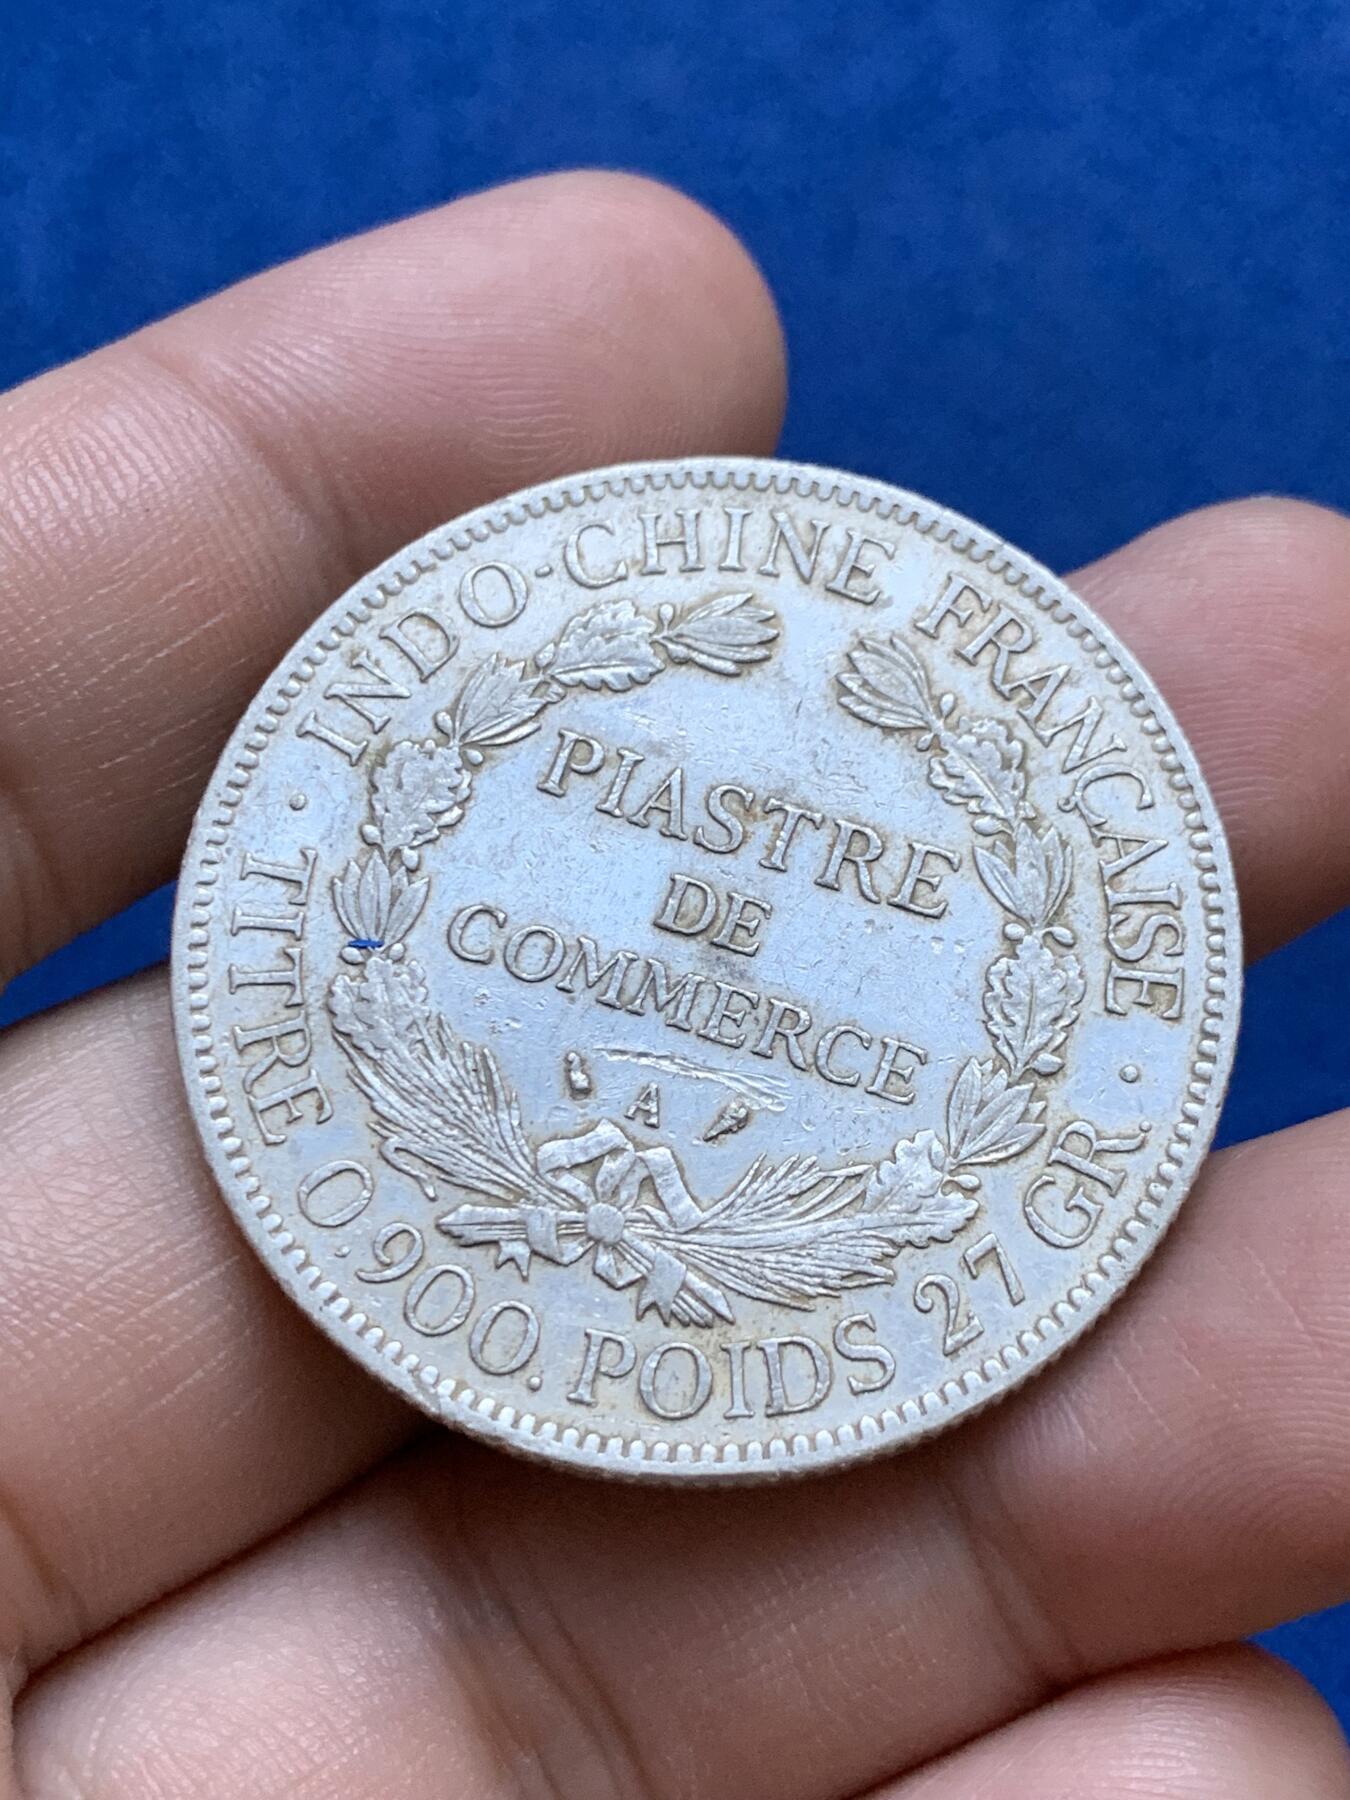 INDO-CHINE FRANÇAISE
PIASTRE
DE
COMMERCE
A
TITRE 0,900. POIDS 27 GR.